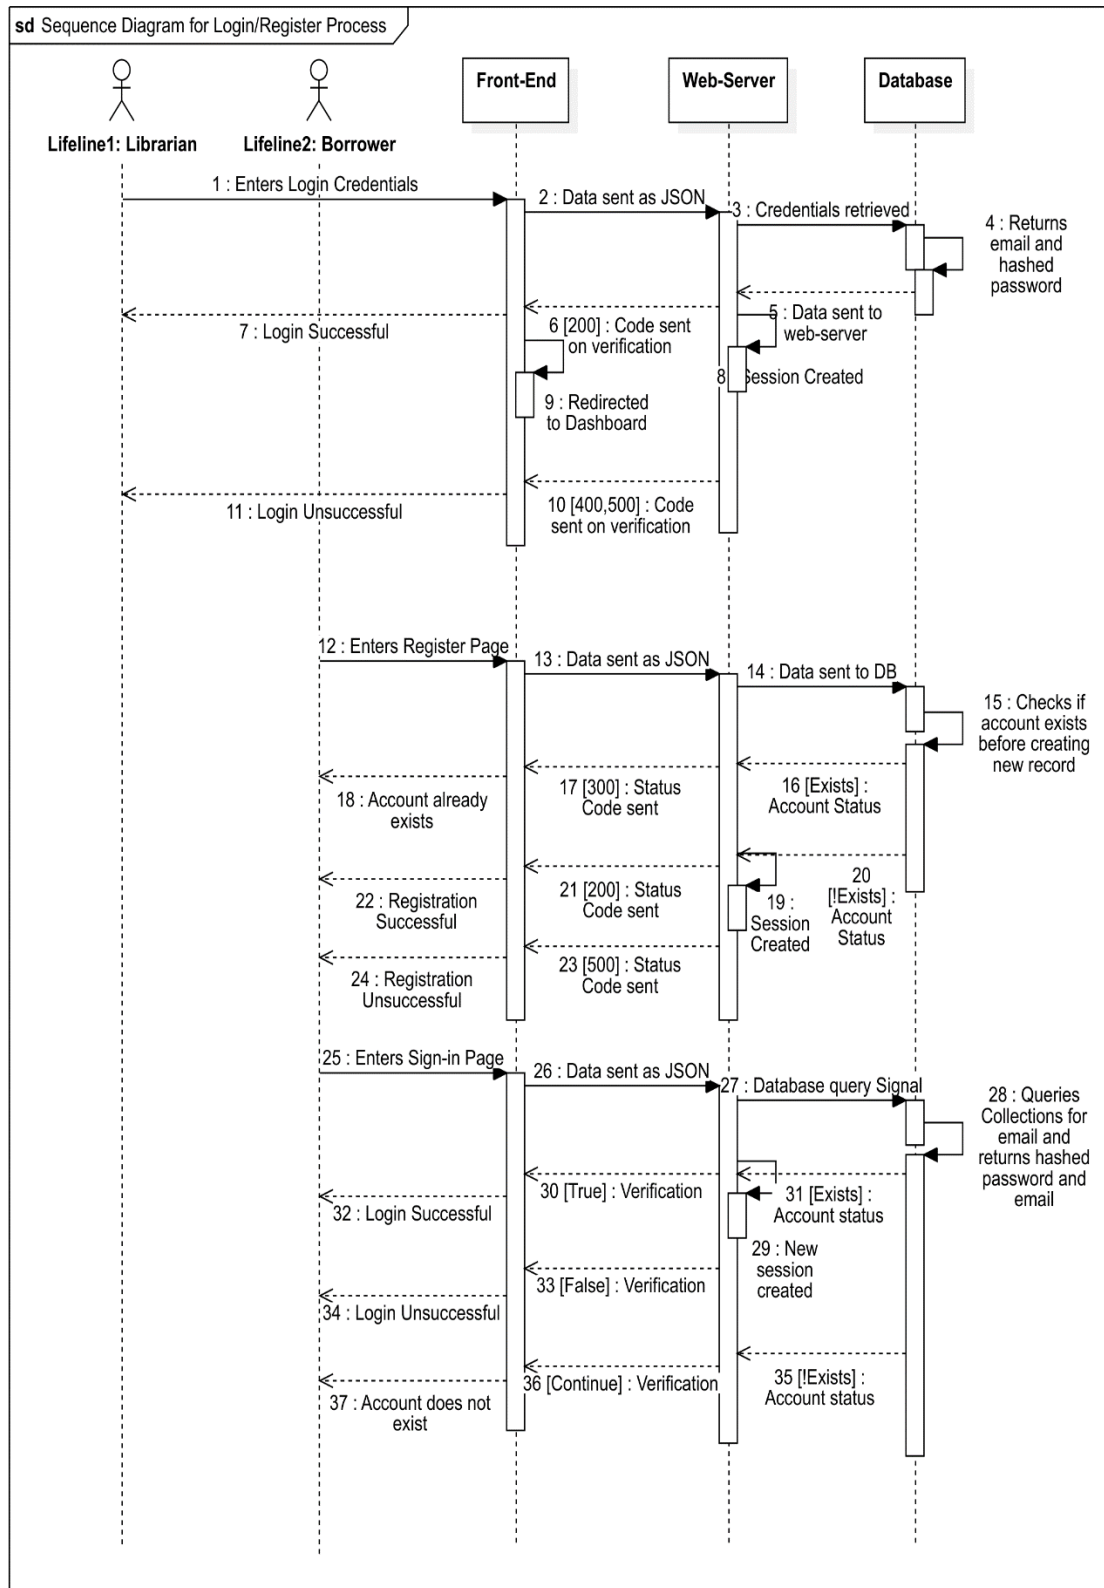 sd Sequence Diagram for Login/Register Process
Front-End
Web-Server
Database
Lifeline1: Librarian
Lifeline2: Borrower
1 : Enters Login Credentials
2 : Data sent as JSON
3 : Credentials retrieved
4 : Returns
email and
hashed
password
5 : Data sent to
web-server
6 [200] : Code sent
on verification
7 : Login Successful
8 : Session Created
9 : Redirected
to Dashboard
10 [400,500] : Code
sent on verification
11 : Login Unsuccessful
12 : Enters Register Page
13 : Data sent as JSON
14 : Data sent to DB
15 : Checks if
account exists
before creating
new record
16 [Exists] :
Account Status
17 [300] : Status
Code sent
18 : Account already
exists
19 :
Session
Created
20
[!Exists] :
Account
Status
21 [200] : Status
Code sent
22 : Registration
Successful
23 [500] : Status
Code sent
24 : Registration
Unsuccessful
25 : Enters Sign-in Page
26 : Data sent as JSON
27 : Database query Signal
28 : Queries
Collections for
email and
returns hashed
password and
email
29 : New
session
created
30 [True] : Verification
31 [Exists] :
Account status
32 : Login Successful
33 [False] : Verification
34 : Login Unsuccessful
35 [!Exists] :
Account status
36 [Continue] : Verification
37 : Account does not
exist